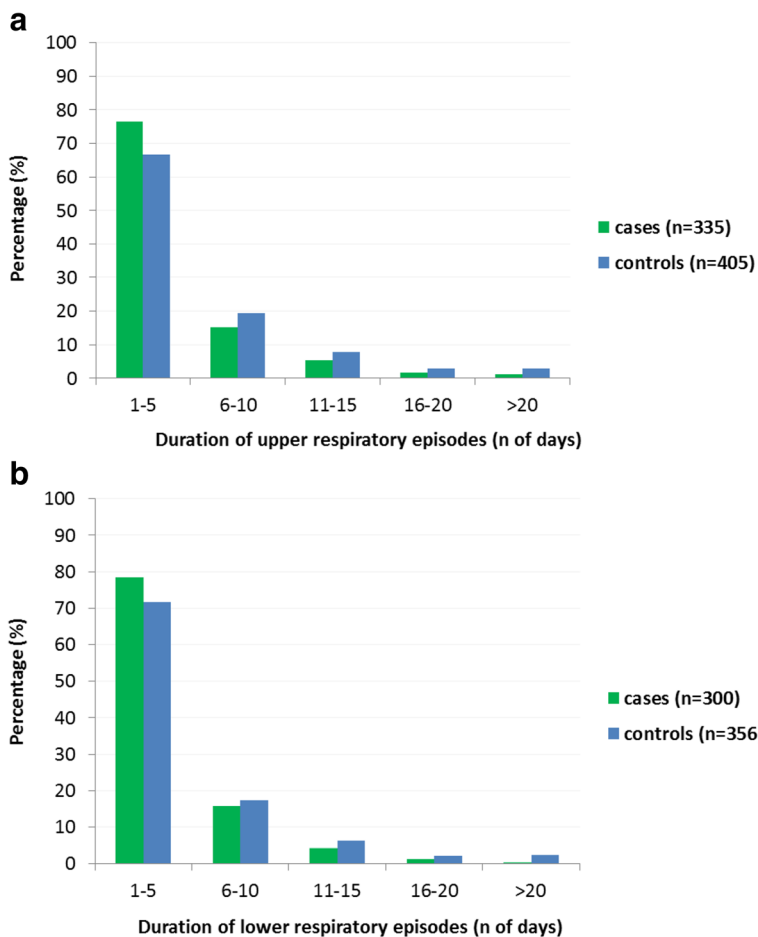 a
100
90
80
70
60
50
40
30
20
10
0
Percentage (%)
1-5 6-10 11-15 16-20 >20
Duration of upper respiratory episodes (n of days)
cases (n=335)
controls (n=405)
b
100
90
80
70
60
50
40
30
20
10
0
Percentage (%)
1-5 6-10 11-15 16-20 >20
Duration of lower respiratory episodes (n of days)
cases (n=300)
controls (n=356